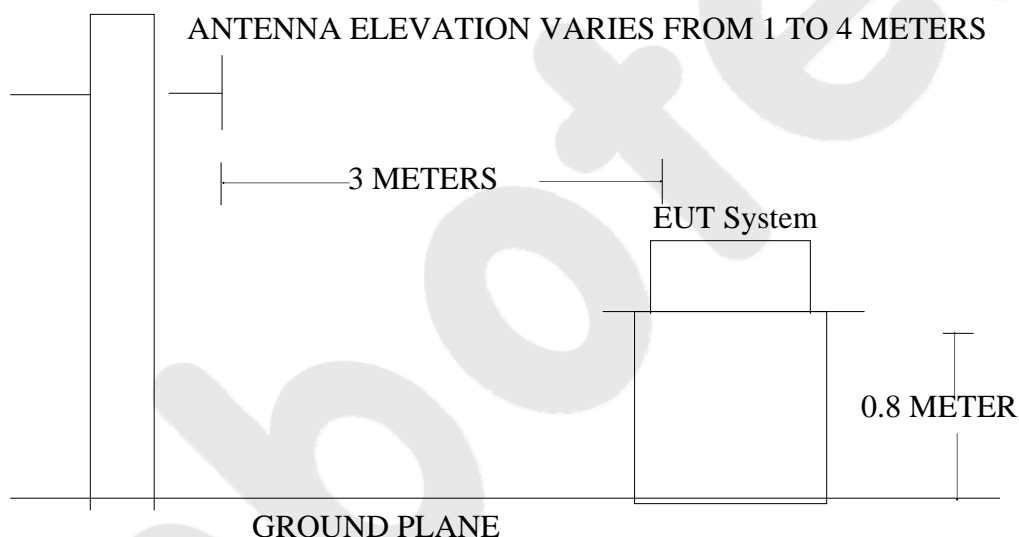 ANTENNA ELEVATION VARIES FROM 1 TO 4 METERS
3 METERS
EUT System
0.8 METER
GROUND PLANE